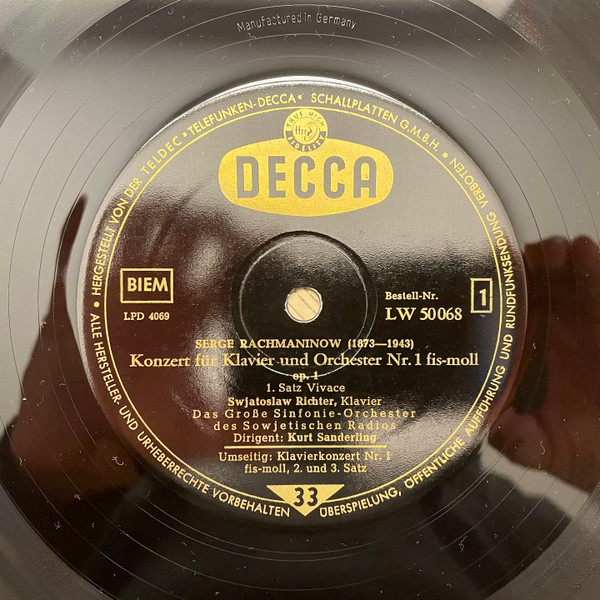 Manufactured in Germany
ALLE HERSTELLER- UND URHEBERRECHTE VORBEHALTEN • HERGESTELLT VON DER TELDEC • TELEFUNKEN-DECCA • SCHALLPLATTEN G.M.B.H. •
ÜBERSPIELUNG, ÖFFENTLICHE AUFFÜHRUNG UND RUNDFUNKSENDUNG VERBOTEN
TRUE HIGH
FIDELITY
DECCA
BIEM
LPD 4069
Bestell-Nr.
LW 50068
1
SERGE RACHMANINOW (1873—1943)
Konzert für Klavier und Orchester Nr. 1 fis-moll
op. 1
1. Satz Vivace
Swjatoslaw Richter, Klavier
Das Große Sinfonie-Orchester
des Sowjetischen Radios
Dirigent: Kurt Sanderling
Umseitig: Klavierkonzert Nr. 1
fis-moll, 2. und 3. Satz
33